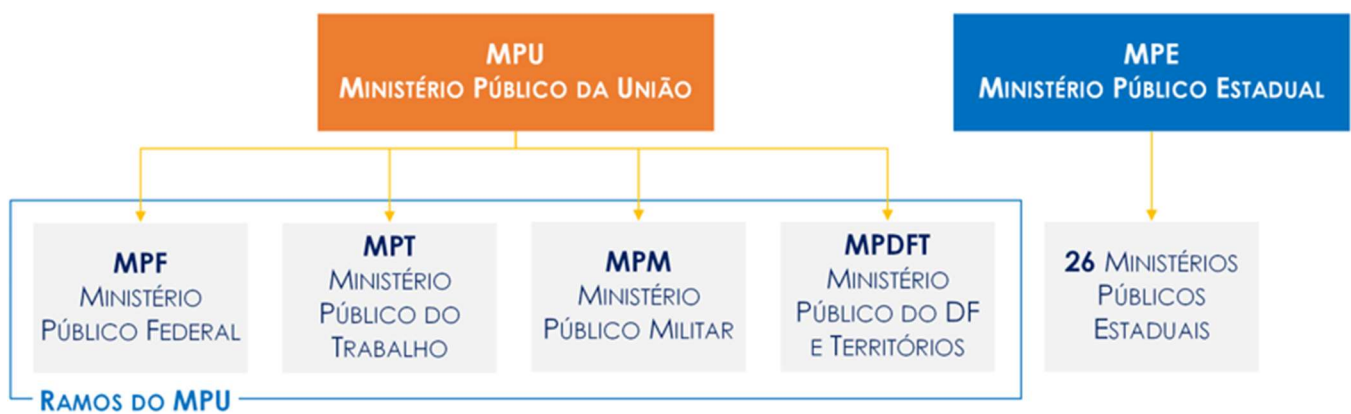 MPU
MINISTÉRIO PÚBLICO DA UNIÃO
MPE
MINISTÉRIO PÚBLICO ESTADUAL
MPF
MINISTÉRIO
PÚBLICO FEDERAL
MPT
MINISTÉRIO
PÚBLICO DO
TRABALHO
MPM
MINISTÉRIO
PÚBLICO MILITAR
MPDFT
MINISTÉRIO
PÚBLICO DO DF
E TERRITÓRIOS
26 MINISTÉRIOS
PÚBLICOS
ESTADUAIS
RAMOS DO MPU